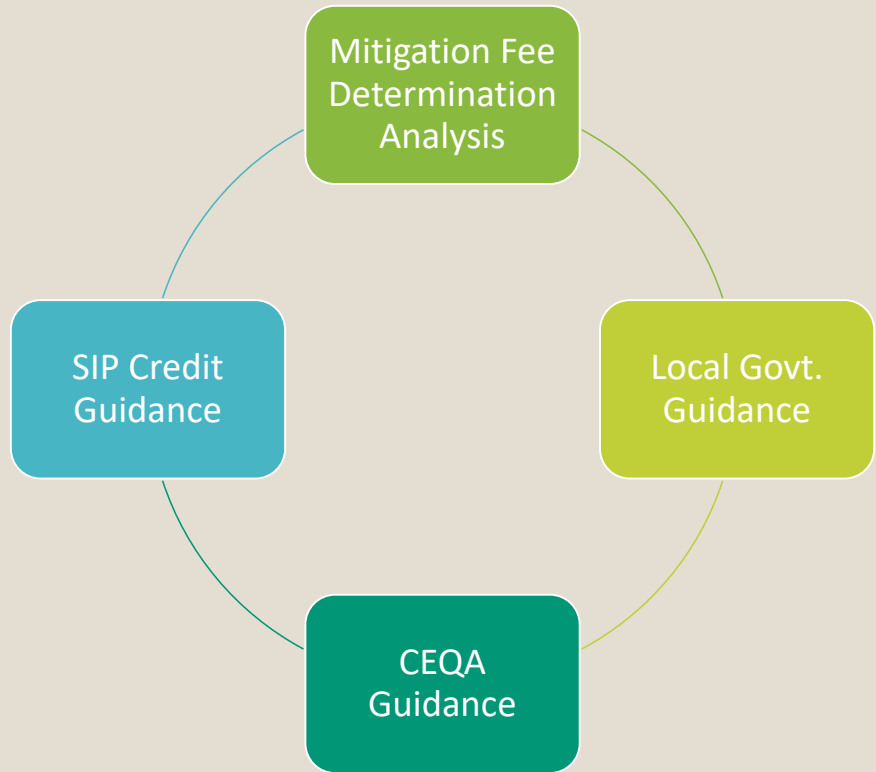 Mitigation Fee
Determination
Analysis
SIP Credit
Guidance
Local Govt.
Guidance
CEQA
Guidance